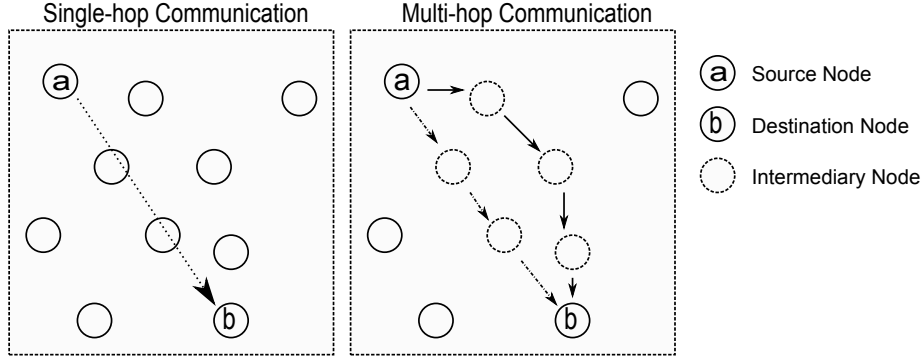 Single-hop Communication
Multi-hop Communication
a
b
a
b
a Source Node
b Destination Node
Intermediary Node